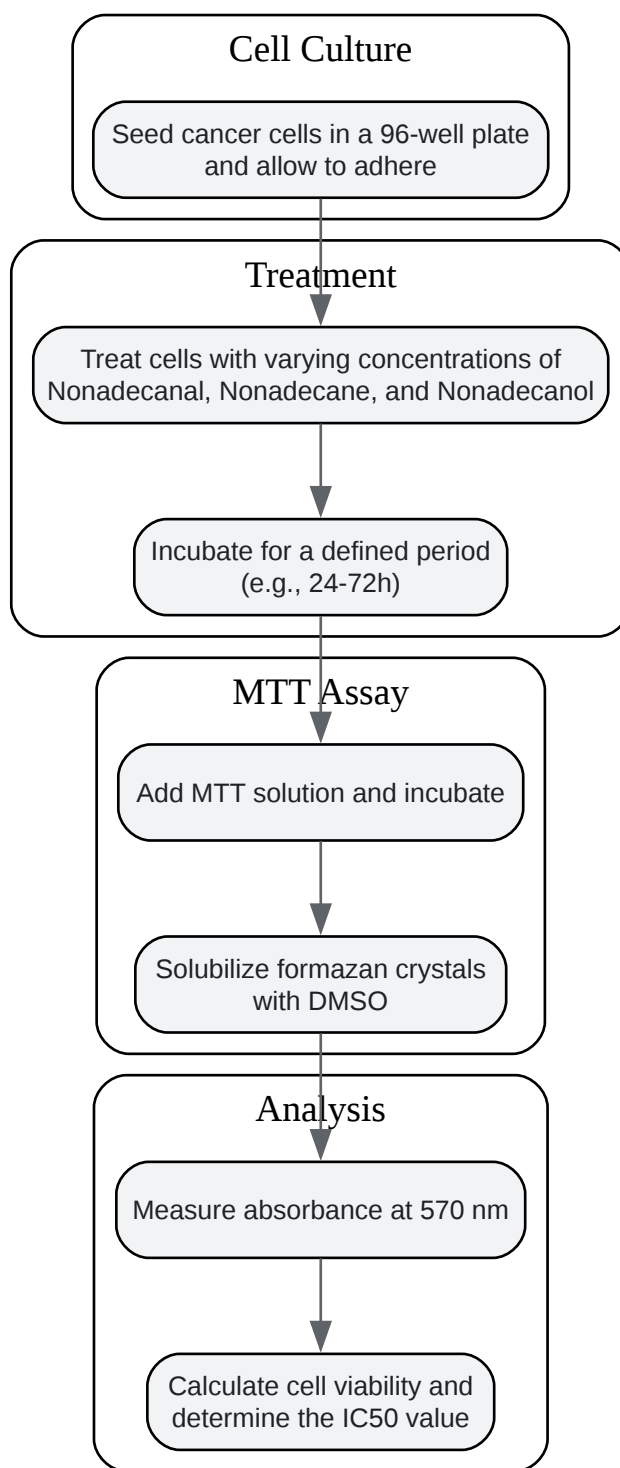 Cell Culture
Seed cancer cells in a 96-well plate
and allow to adhere
Treatment
Treat cells with varying concentrations of
Nonadecanal, Nonadecane, and Nonadecanol
Incubate for a defined period
(e.g., 24-72h)
MTT Assay
Add MTT solution and incubate
Solubilize formazan crystals
with DMSO
Analysis
Measure absorbance at 570 nm
Calculate cell viability and
determine the IC50 value